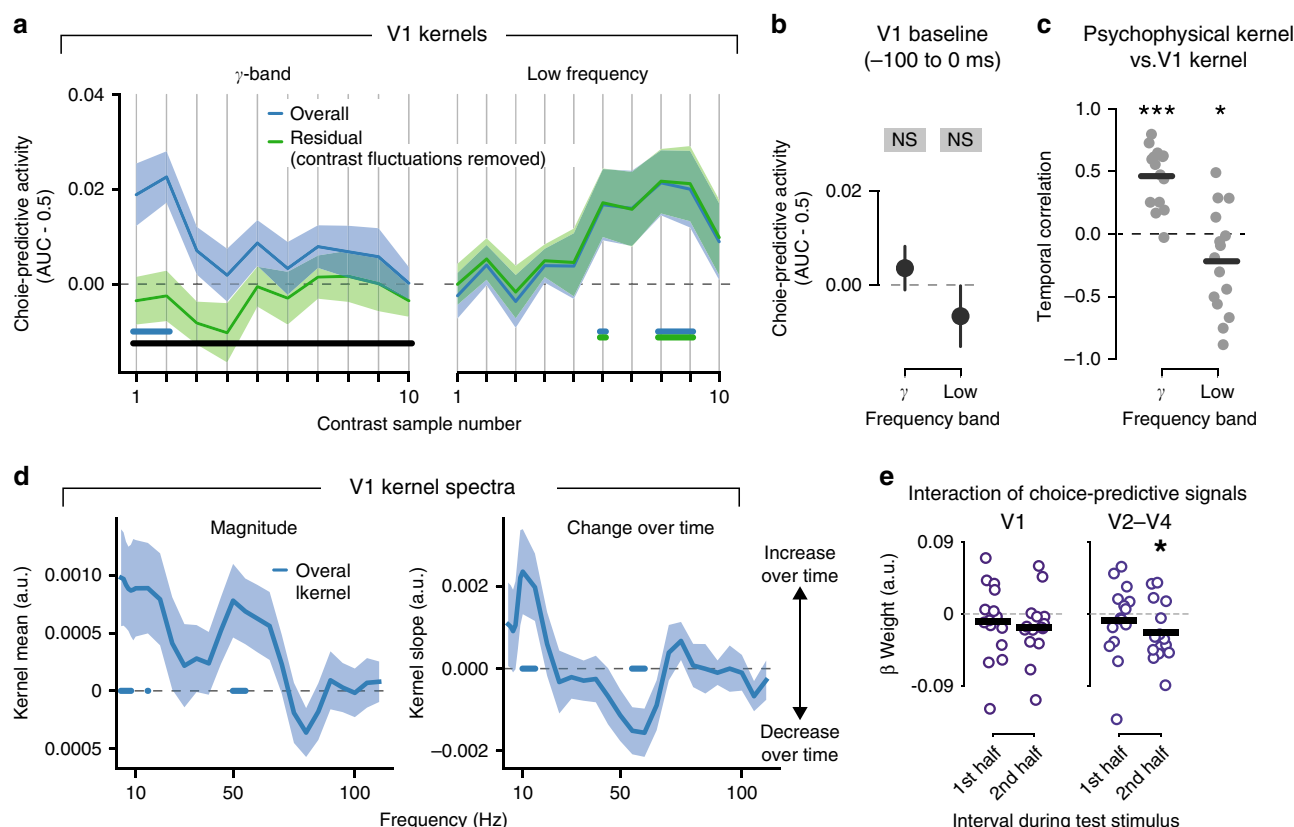 a
V1 kernels
γ-band
Low frequency
0.04
0.02
0.00
Choie-predictive activity
(AUC - 0.5)
Overall
Residual
(contrast fluctuations removed)
1
10
1
10
Contrast sample number
b
V1 baseline
(–100 to 0 ms)
NS
NS
Choie-predictive activity
(AUC - 0.5)
0.02
0.00
γ
Low
Frequency band
c
Psychophysical kernel
vs.V1 kernel
***
*
Temporal correlation
1.0
0.5
0.0
–0.5
–1.0
γ
Low
Frequency band
d
V1 kernel spectra
Magnitude
Kernel mean (a.u.)
0.0010
0.0005
0
0.0005
Overal
lkernel
10
50
100
Change over time
Kernel slope (a.u.)
0.002
0.000
–0.002
10
50
100
Increase
over time
Decrease
over time
Frequency (Hz)
e
Interaction of choice-predictive signals
V1
V2–V4
*
β Weight (a.u.)
0.09
0
-0.09
1st half
2nd half
1st half
2nd half
Interval during test stimulus